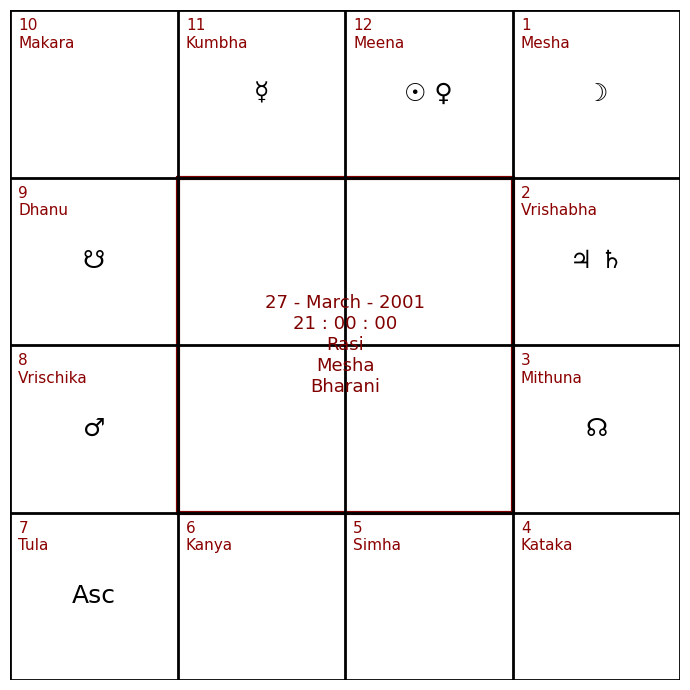 10
Makara
11
Kumbha
☿
12
Meena
☉ ♀
1
Mesha
☽
9
Dhanu
☋
2
Vrishabha
♃ ♄
27 - March - 2001
21 : 00 : 00
Rasi
Mesha
Bharani
8
Vrischika
♂
3
Mithuna
☊
7
Tula
Asc
6
Kanya
5
Simha
4
Kataka